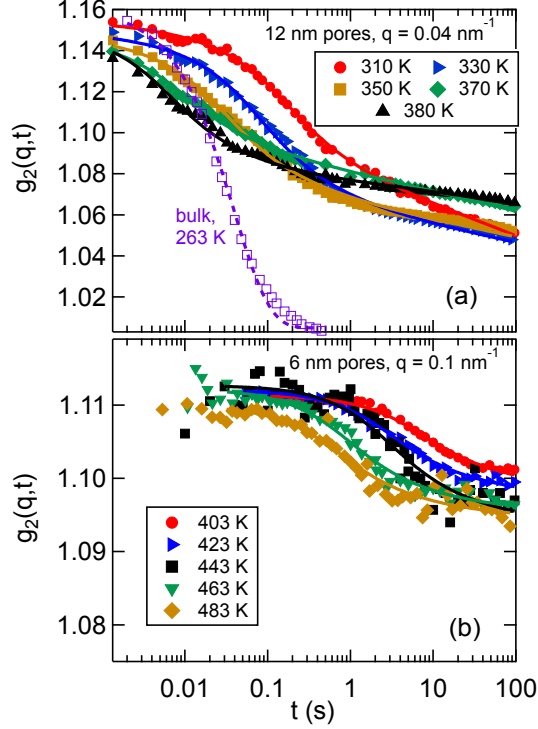 12 nm pores, q = 0.04 nm⁻¹
310 K 330 K
350 K 370 K
380 K
bulk,
263 K
(a)
1.16
1.14
1.12
1.10
1.08
1.06
1.04
1.02
g₂(q,t)
6 nm pores, q = 0.1 nm⁻¹
403 K
423 K
443 K
463 K
483 K
(b)
1.11
1.10
1.09
1.08
g₂(q,t)
0.01 0.1 1 10 100
t (s)